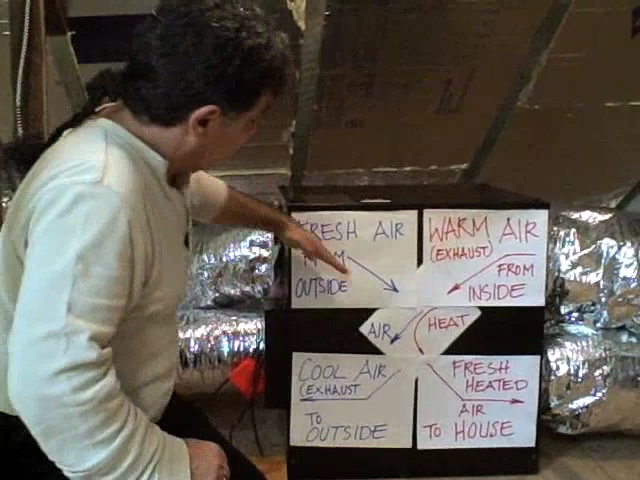 FRESH AIR
FROM
OUTSIDE
WARM AIR
(EXHAUST)
FROM
INSIDE
AIR
HEAT
COOL AIR
(EXHAUST
TO
OUTSIDE
FRESH
HEATED
AIR
TO HOUSE